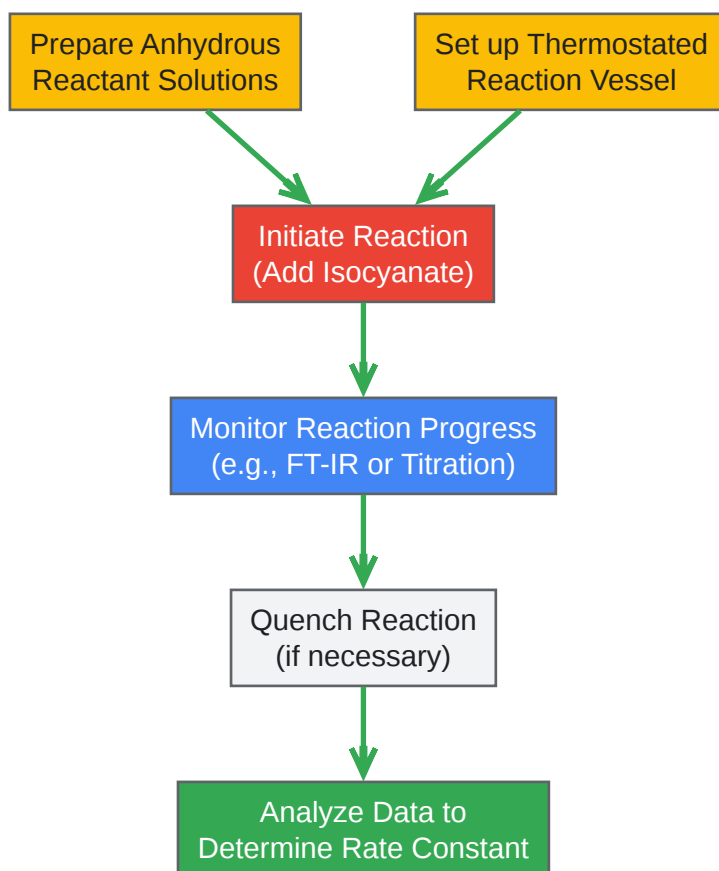 Prepare Anhydrous
Reactant Solutions
Set up Thermostated
Reaction Vessel
Initiate Reaction
(Add Isocyanate)
Monitor Reaction Progress
(e.g., FT-IR or Titration)
Quench Reaction
(if necessary)
Analyze Data to
Determine Rate Constant